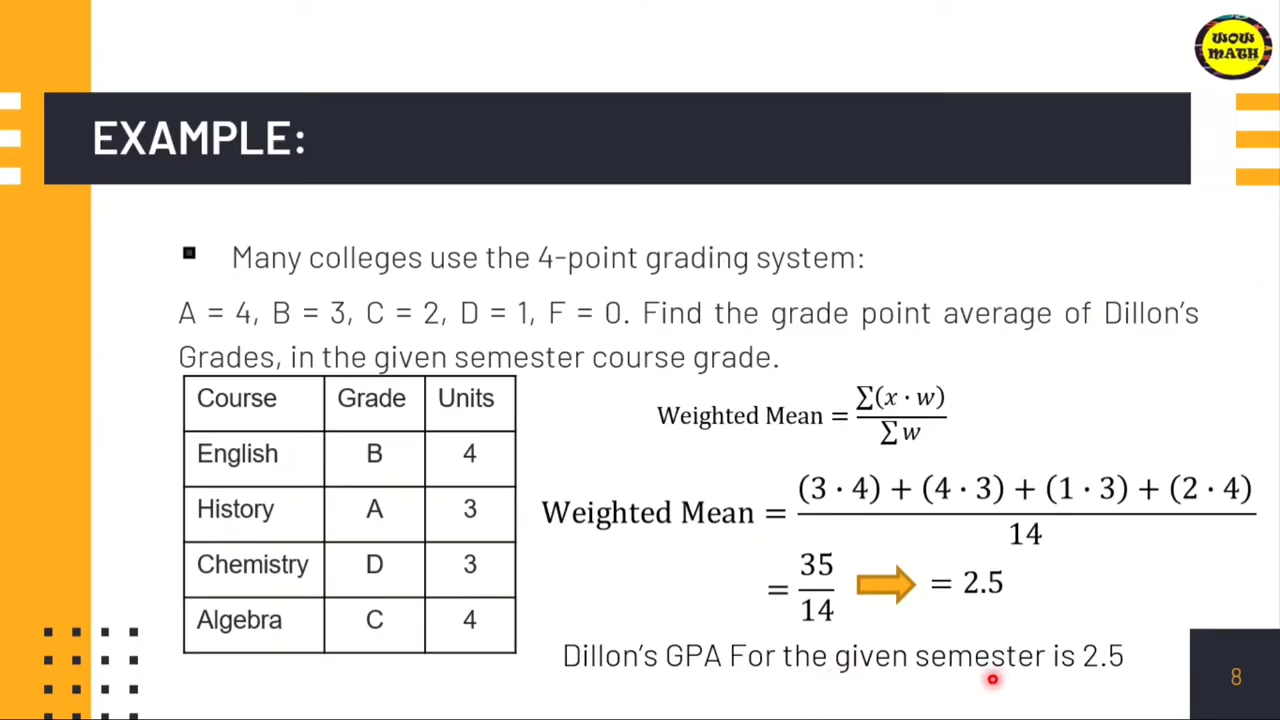 WOW
MATH
EXAMPLE:
Many colleges use the 4-point grading system:
A = 4, B = 3, C = 2, D = 1, F = 0. Find the grade point average of Dillon's
Grades, in the given semester course grade.
Course Grade Units
English B 4
History A 3
Chemistry D 3
Algebra C 4
Weighted Mean = ∑(x · w) / ∑w
Weighted Mean = (3 · 4) + (4 · 3) + (1 · 3) + (2 · 4) / 14
= 35 / 14 = 2.5
Dillon's GPA For the given semester is 2.5
8